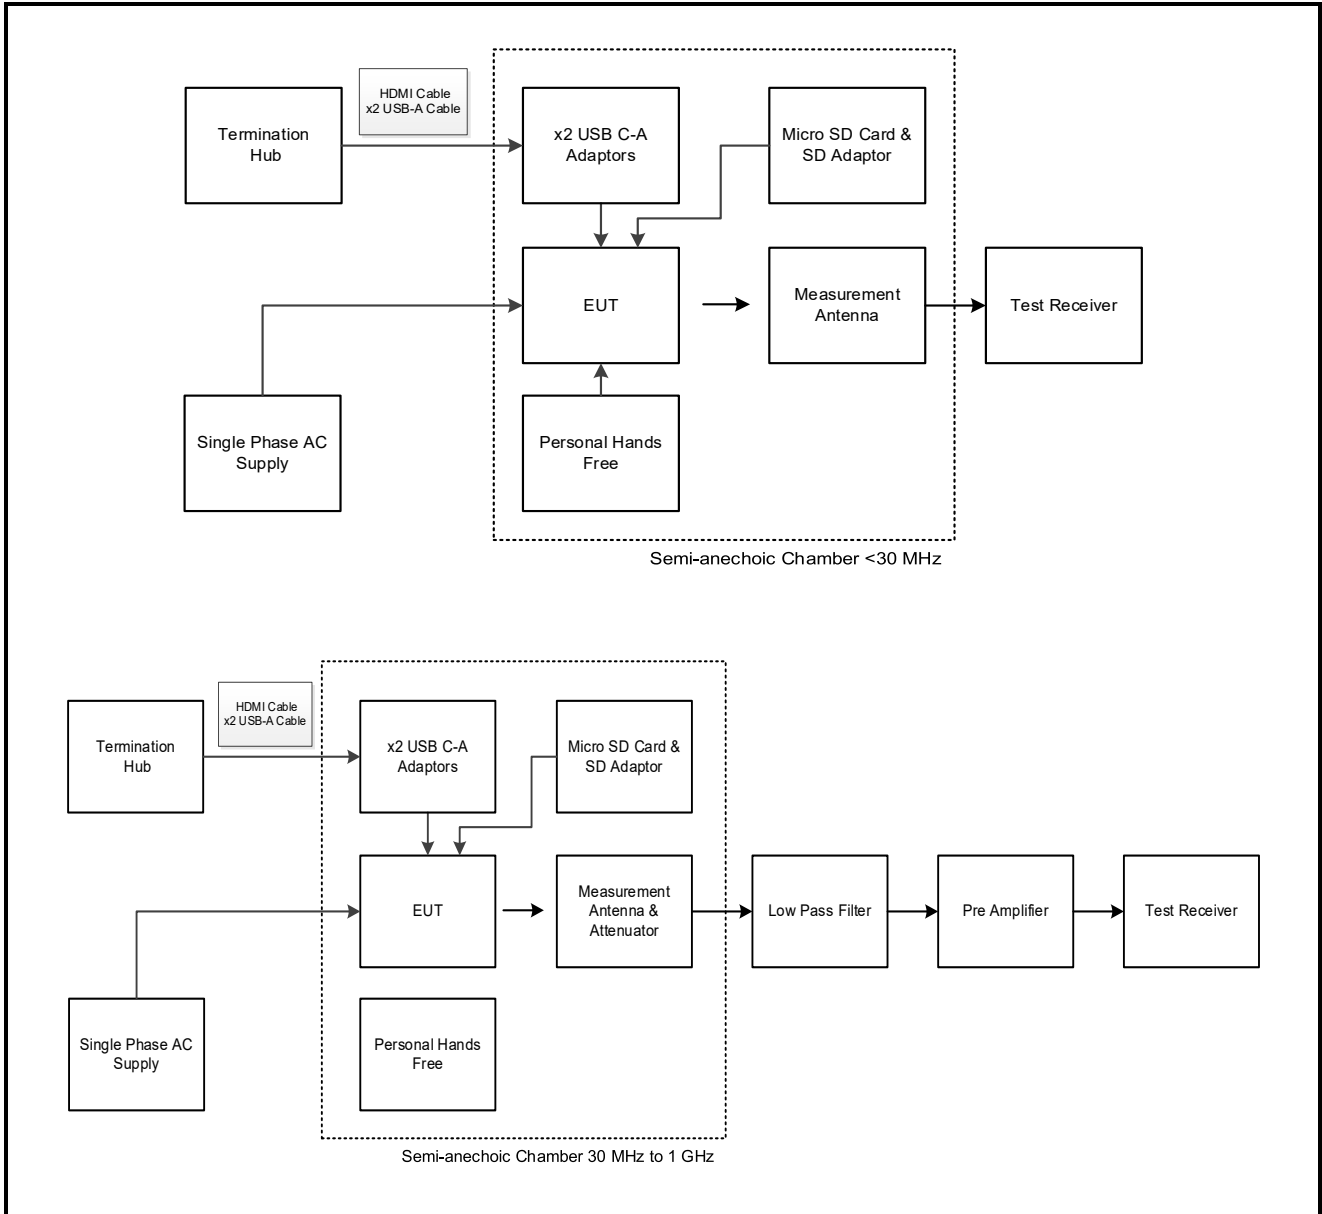 HDMI Cable
x2 USB-A Cable
Termination
Hub
x2 USB C-A
Adaptors
Micro SD Card &
SD Adaptor
EUT
Measurement
Antenna
Test Receiver
Single Phase AC
Supply
Personal Hands
Free
Semi-anechoic Chamber <30 MHz
HDMI Cable
x2 USB-A Cable
Termination
Hub
x2 USB C-A
Adaptors
Micro SD Card &
SD Adaptor
EUT
Measurement
Antenna &
Attenuator
Low Pass Filter
Pre Amplifier
Test Receiver
Single Phase AC
Supply
Personal Hands
Free
Semi-anechoic Chamber 30 MHz to 1 GHz